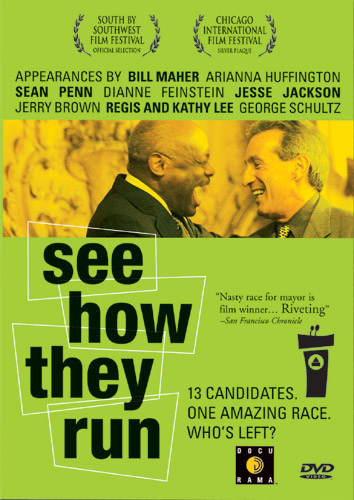 SOUTH BY
SOUTHWEST
FILM FESTIVAL
OFFICIAL SELECTION
CHICAGO
INTERNATIONAL
FILM FESTIVAL
SILVER PLAQUE
APPEARANCES BY BILL MAHER ARIANNA HUFFINGTON
SEAN PENN DIANNE FEINSTEIN JESSE JACKSON
JERRY BROWN REGIS AND KATHY LEE GEORGE SCHULTZ
see
how
they
run
"Nasty race for mayor is
film winner... Riveting"
–San Francisco Chronicle
13 CANDIDATES.
ONE AMAZING RACE.
WHO'S LEFT?
DOCU
RAMA
DVD
VIDEO